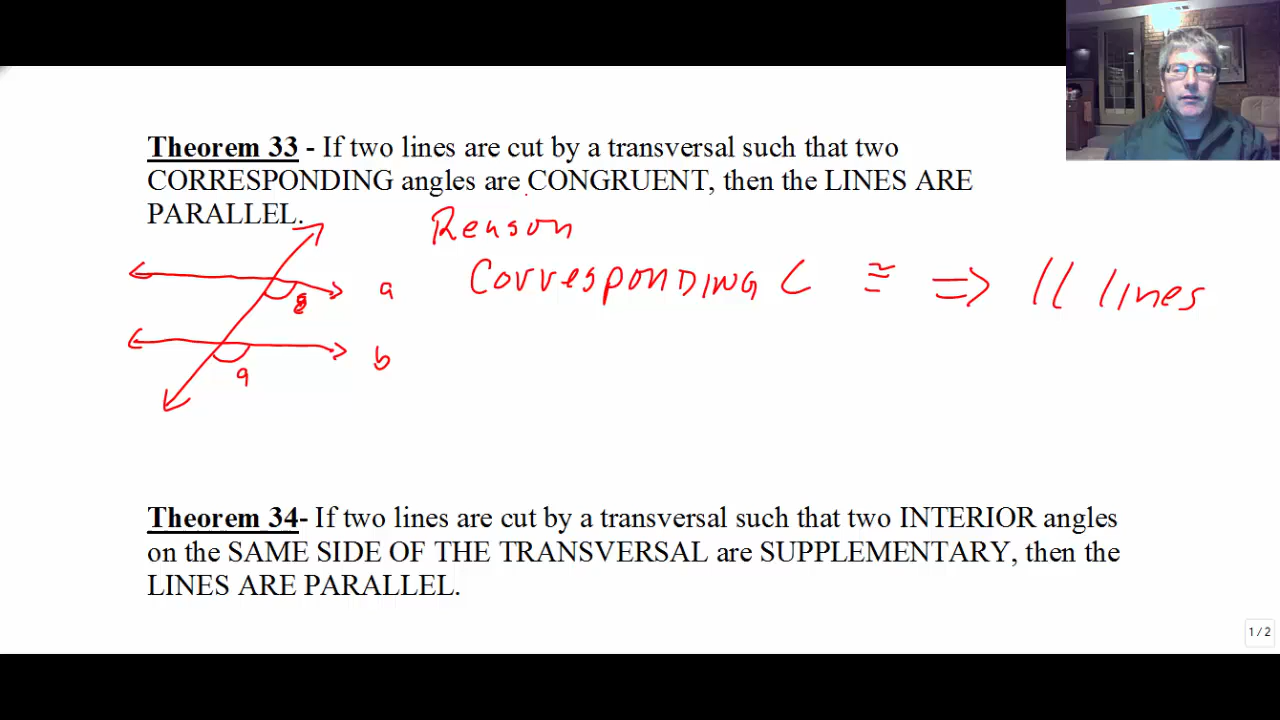 Theorem 33 - If two lines are cut by a transversal such that two
CORRESPONDING angles are CONGRUENT, then the LINES ARE
PARALLEL.
Reason
Corresponding ∠ ≅ ⇒ || lines
a
8
b
9
Theorem 34- If two lines are cut by a transversal such that two INTERIOR angles
on the SAME SIDE OF THE TRANSVERSAL are SUPPLEMENTARY, then the
LINES ARE PARALLEL.
1 / 2